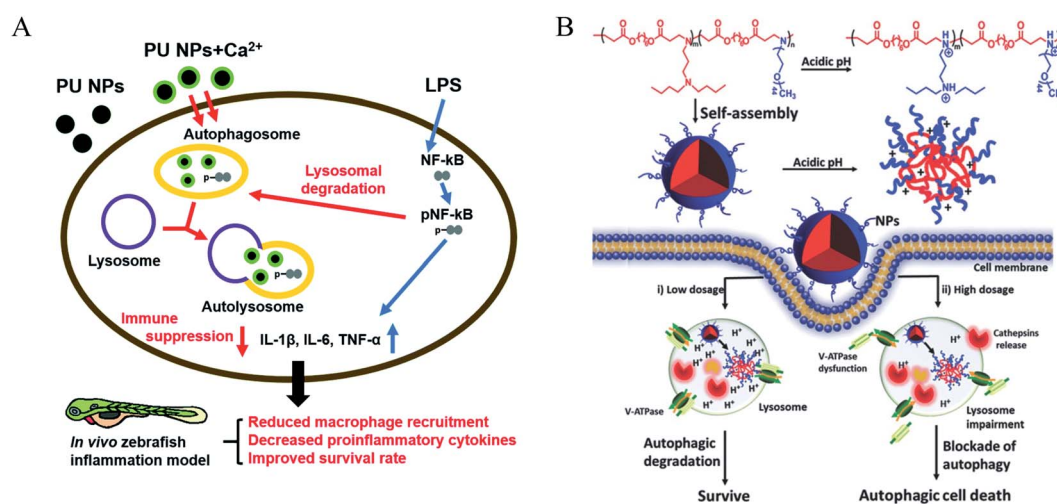 A
PU NPs+Ca²⁺
PU NPs
LPS
Autophagosome
NF-kB
Lysosomal
degradation
p
pNF-kB
p
Lysosome
p
Autolysosome
Immune
suppression
IL-1β, IL-6, TNF-α
In vivo zebrafish
inflammation model
Reduced macrophage recruitment
Decreased proinflammatory cytokines
Improved survival rate
B
Acidic pH
Self-assembly
Acidic pH
NPs
Cell membrane
i) Low dosage
ii) High dosage
V-ATPase
dysfunction
Cathepsins
release
H⁺
V-ATPase
Lysosome
Lysosome
impairment
Autophagic
degradation
Blockade of
autophagy
Survive
Autophagic cell death